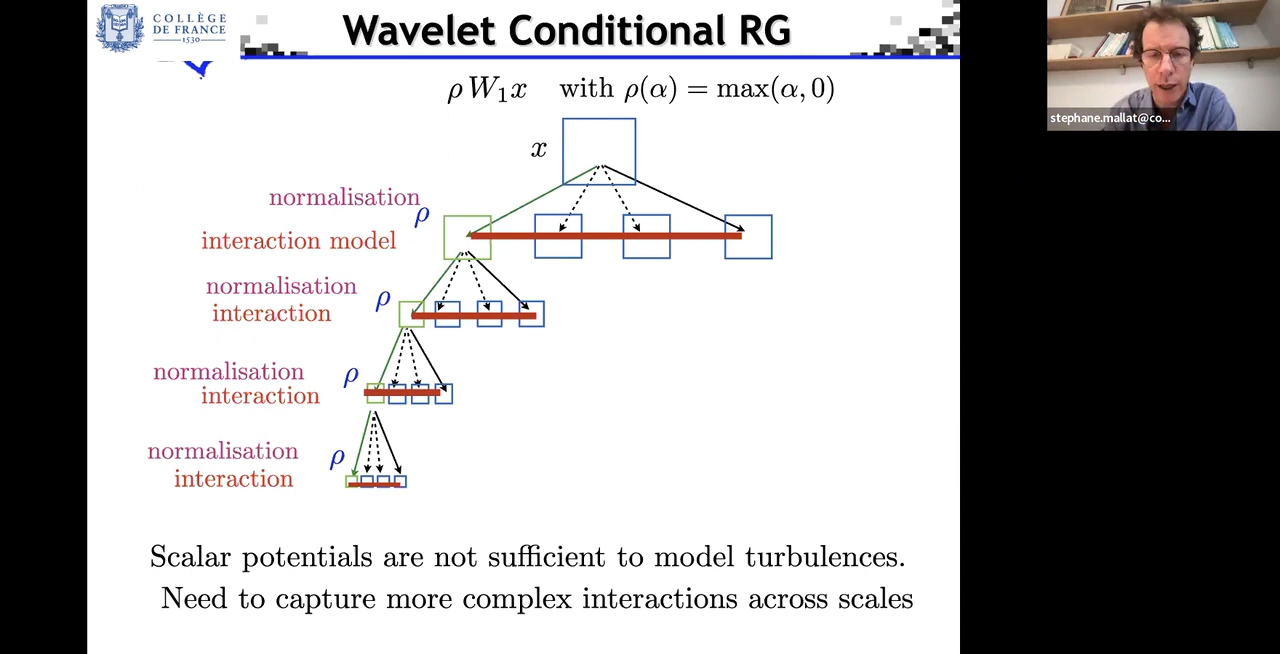 COLLÈGE
DE FRANCE
1530
Wavelet Conditional RG
ρ W₁x with ρ(α) = max(α, 0)
x
normalisation
ρ
interaction model
normalisation
ρ
interaction
normalisation
ρ
interaction
normalisation
ρ
interaction
Scalar potentials are not sufficient to model turbulences.
Need to capture more complex interactions across scales
stephane.mallat@co...